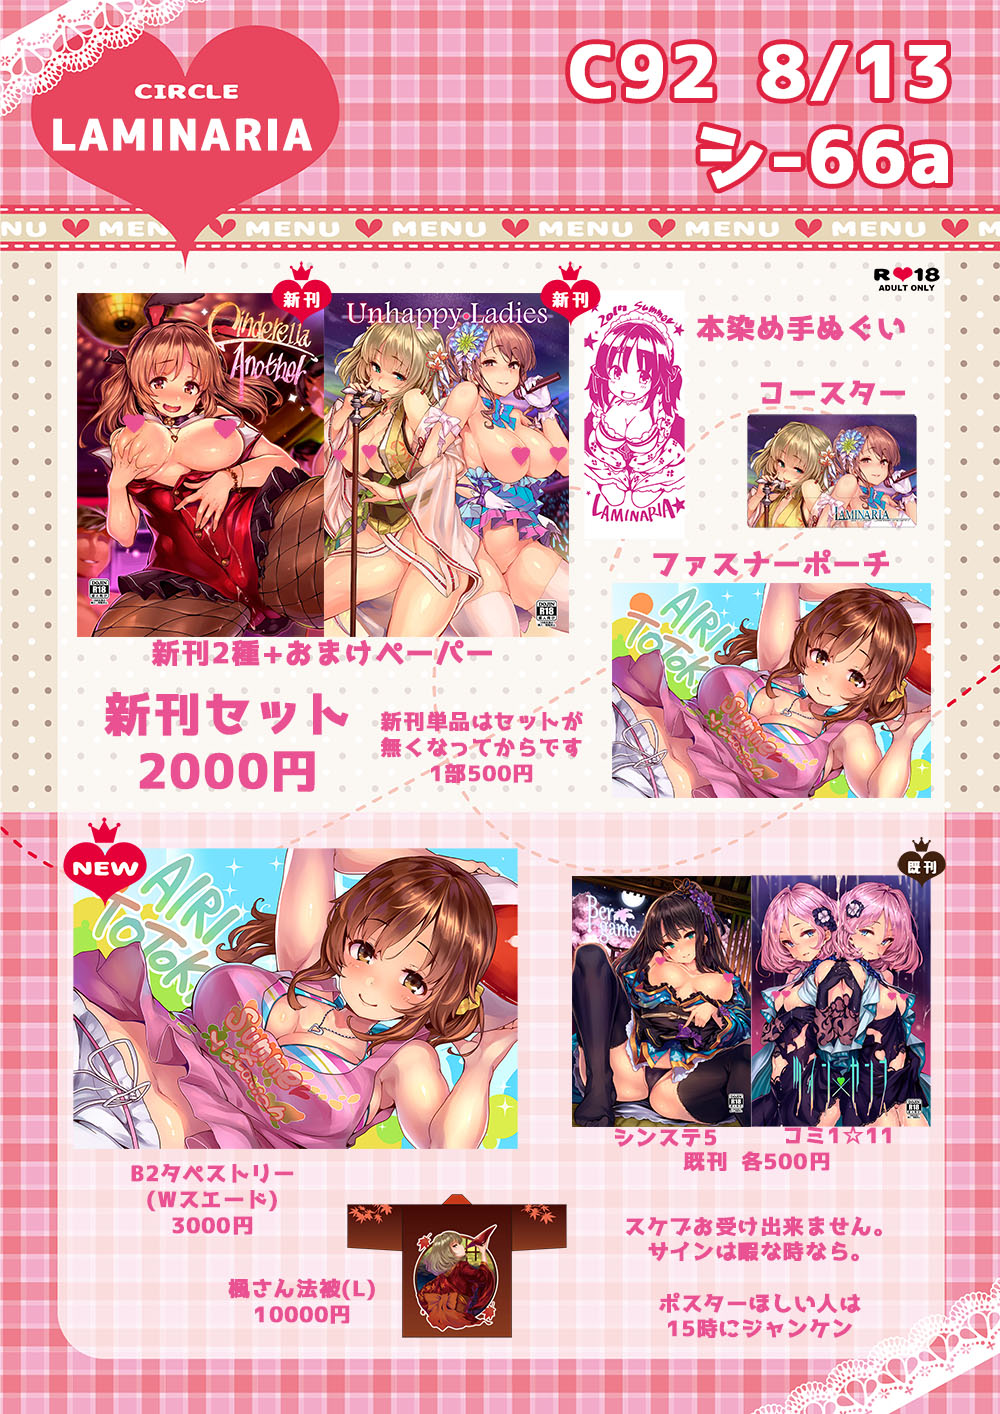 CIRCLE
LAMINARIA
C92 8/13
シ-66a
NU MENU MENU MENU MENU MENU MENU M
R 18
ADULT ONLY
新刊
新刊
Cinderella
Another
Unhappy Ladies
DOJIN
R18
DOJIN
R18
2017 Summer
LAMINARIA
本染め手ぬぐい
コースター
LAMINARIA
ファスナーポーチ
AIRI
TOTOKI
新刊2種+おまけペーパー
新刊セット
2000円
新刊単品はセットが
無くなってからです
1部500円
NEW
AIRI
TOTOKI
B2タペストリー
(Wスエード)
3000円
既刊
R18
R18
シンステ5
コミ1☆11
既刊 各500円
楓さん法被(L)
10000円
スケブお受け出来ません。
サインは暇な時なら。
ポスターほしい人は
15時にジャンケン